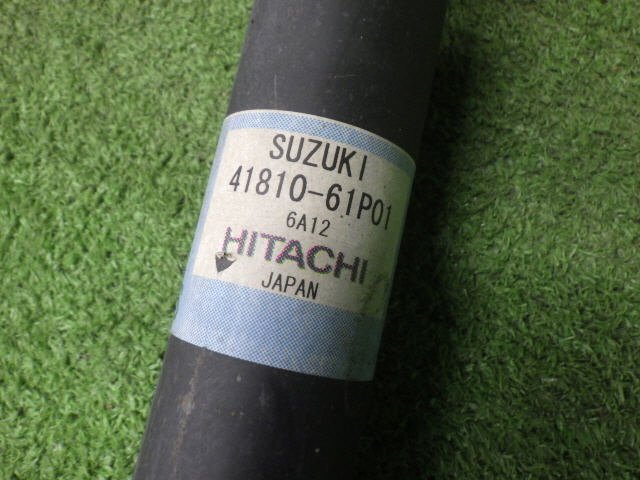 SUZUKI
41810-61P01
6A12
HITACHI
JAPAN